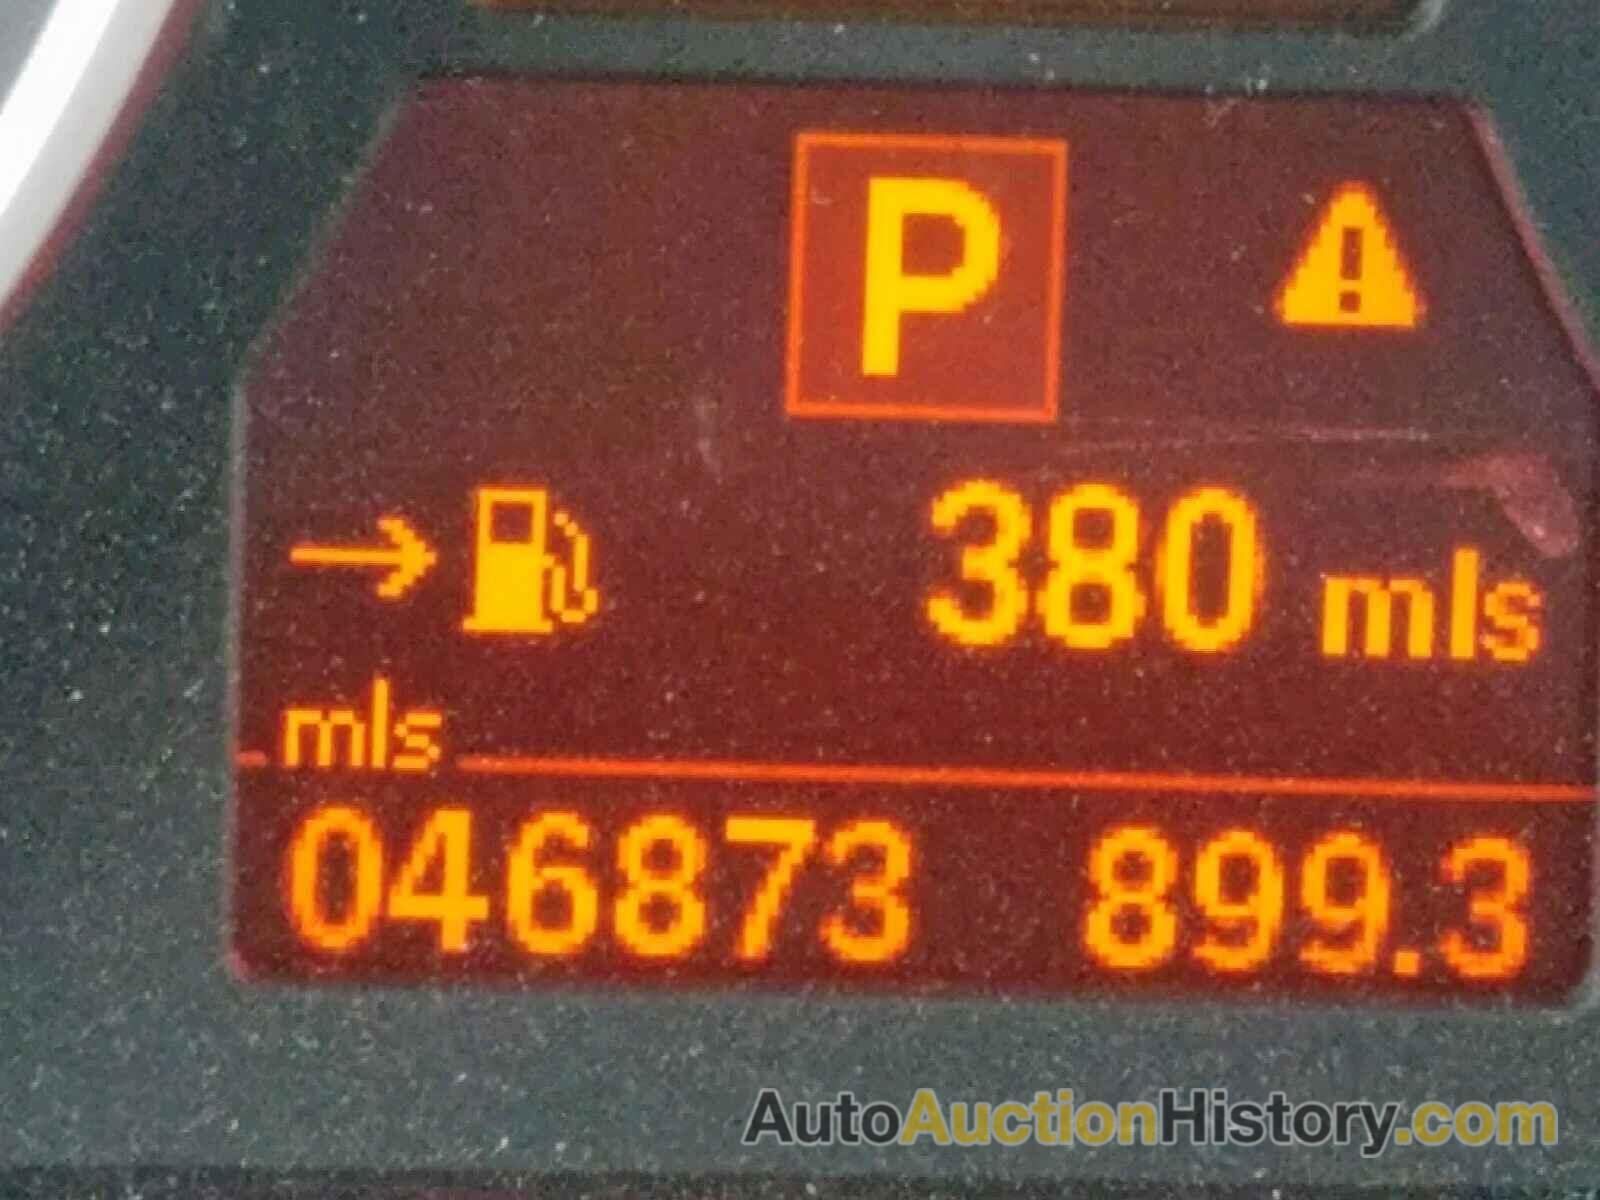 P
380 mls
mls
046873 899.3
AutoAuctionHistory.com